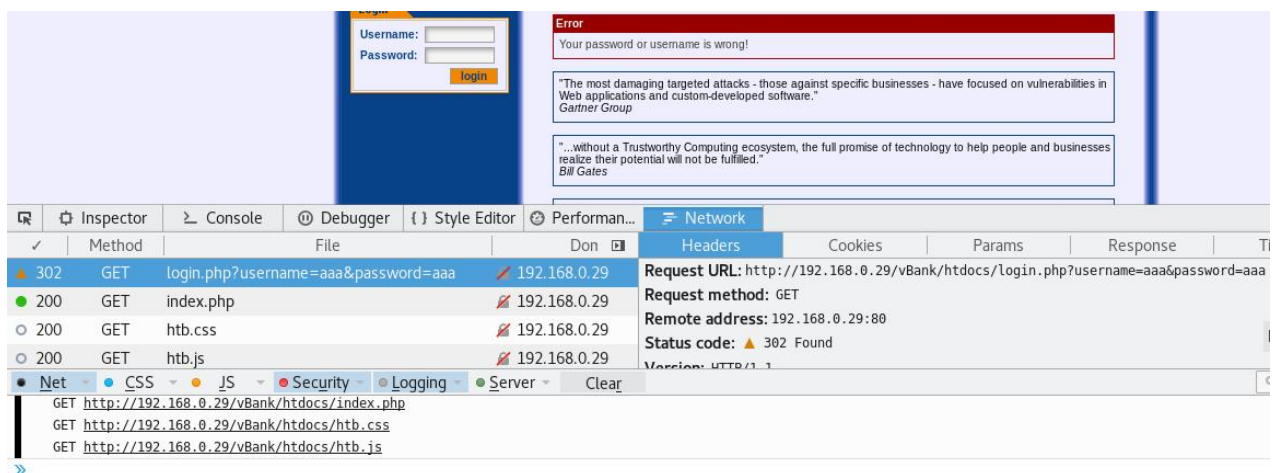 Login
Error
Username:
Your password or username is wrong!
Password:
login
"The most damaging targeted attacks - those against specific businesses - have focused on vulnerabilities in
Web applications and custom-developed software."
Gartner Group
"...without a Trustworthy Computing ecosystem, the full promise of technology to help people and businesses
realize their potential will not be fulfilled."
Bill Gates
Inspector Console Debugger { } Style Editor Performan... Network
✓ Method File Don Headers Cookies Params Response Ti
302 GET login.php?username=aaa&password=aaa 192.168.0.29
Request URL: http://192.168.0.29/vBank/htdocs/login.php?username=aaa&password=aaa
200 GET index.php 192.168.0.29
Request method: GET
200 GET htb.css 192.168.0.29
Remote address: 192.168.0.29:80
Status code: 302 Found
200 GET htb.js 192.168.0.29
Version: HTTP/1.1
Net CSS JS Security Logging Server Clear
GET http://192.168.0.29/vBank/htdocs/index.php
GET http://192.168.0.29/vBank/htdocs/htb.css
GET http://192.168.0.29/vBank/htdocs/htb.js
»